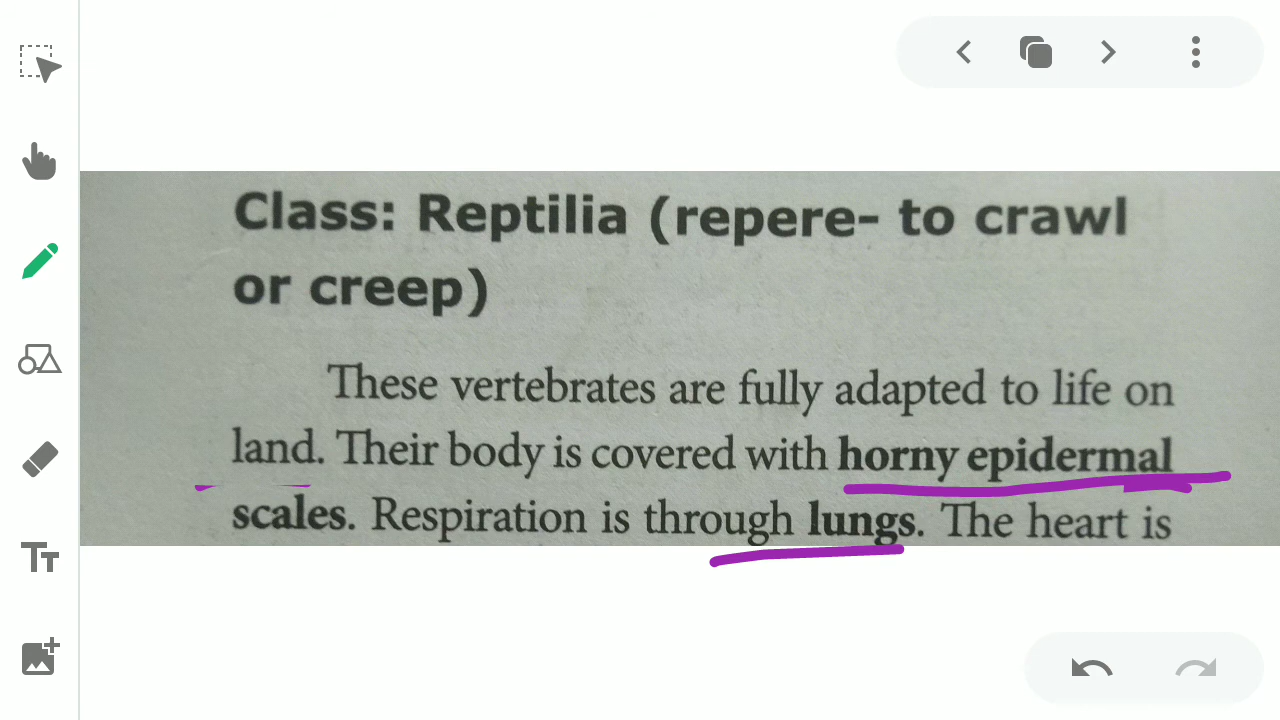 Class: Reptilia (repere- to crawl
or creep)
These vertebrates are fully adapted to life on
land. Their body is covered with horny epidermal
scales. Respiration is through lungs. The heart is